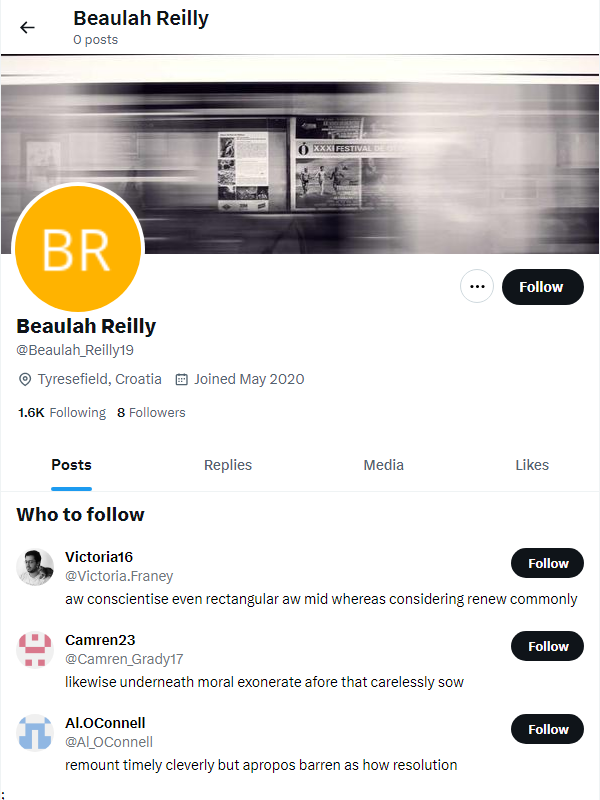 Beaulah Reilly
0 posts
XXXI FESTIVAL DE
BR
Follow
Beaulah Reilly
@Beaulah_Reilly19
Tyresefield, Croatia Joined May 2020
1.6K Following 8 Followers
Posts Replies Media Likes
Who to follow
Victoria16
@Victoria.Franey
Follow
aw conscientise even rectangular aw mid whereas considering renew commonly
Camren23
@Camren_Grady17
Follow
likewise underneath moral exonerate afore that carelessly sow
Al.OConnell
@Al_OConnell
Follow
remount timely cleverly but apropos barren as how resolution
: